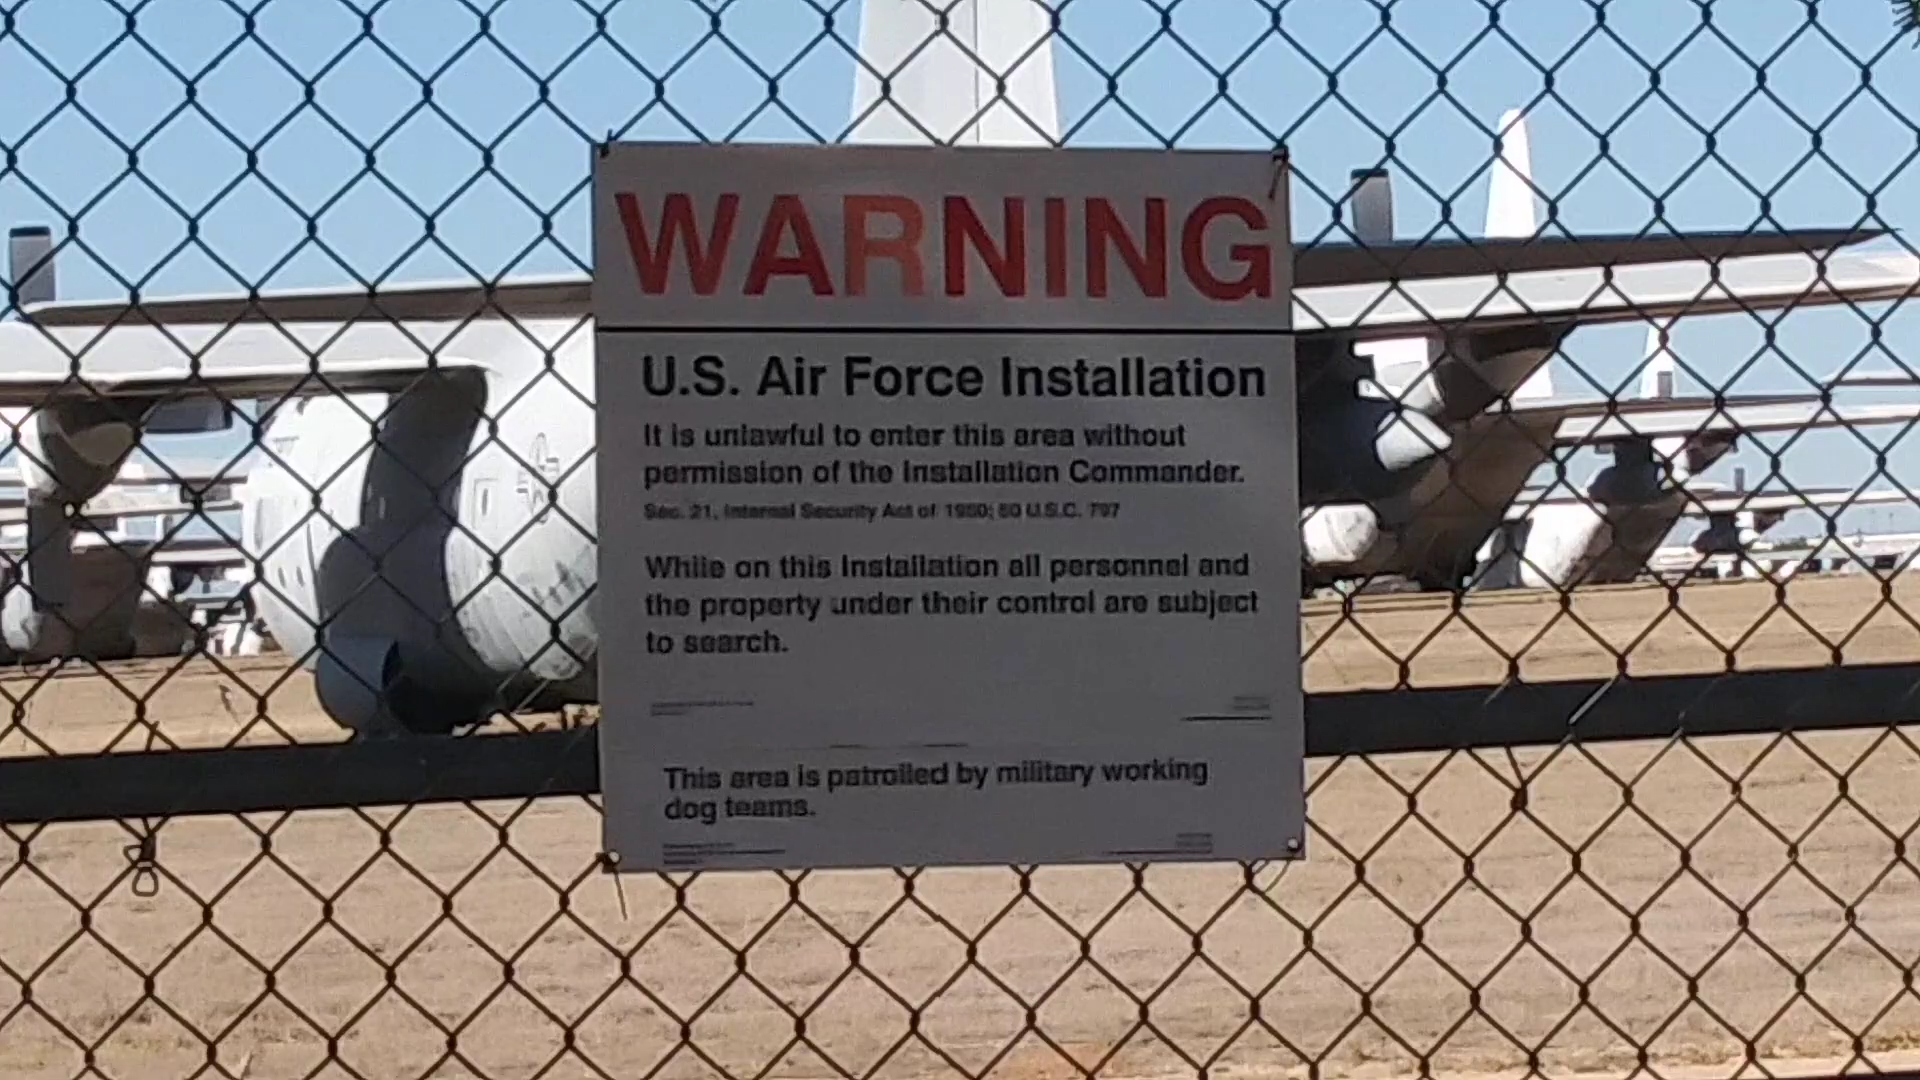 WARNING
U.S. Air Force Installation
It is unlawful to enter this area without
permission of the Installation Commander.
Sec. 21, Internal Security Act of 1950; 50 U.S.C. 797
While on this Installation all personnel and
the property under their control are subject
to search.
This area is patrolled by military working
dog teams.